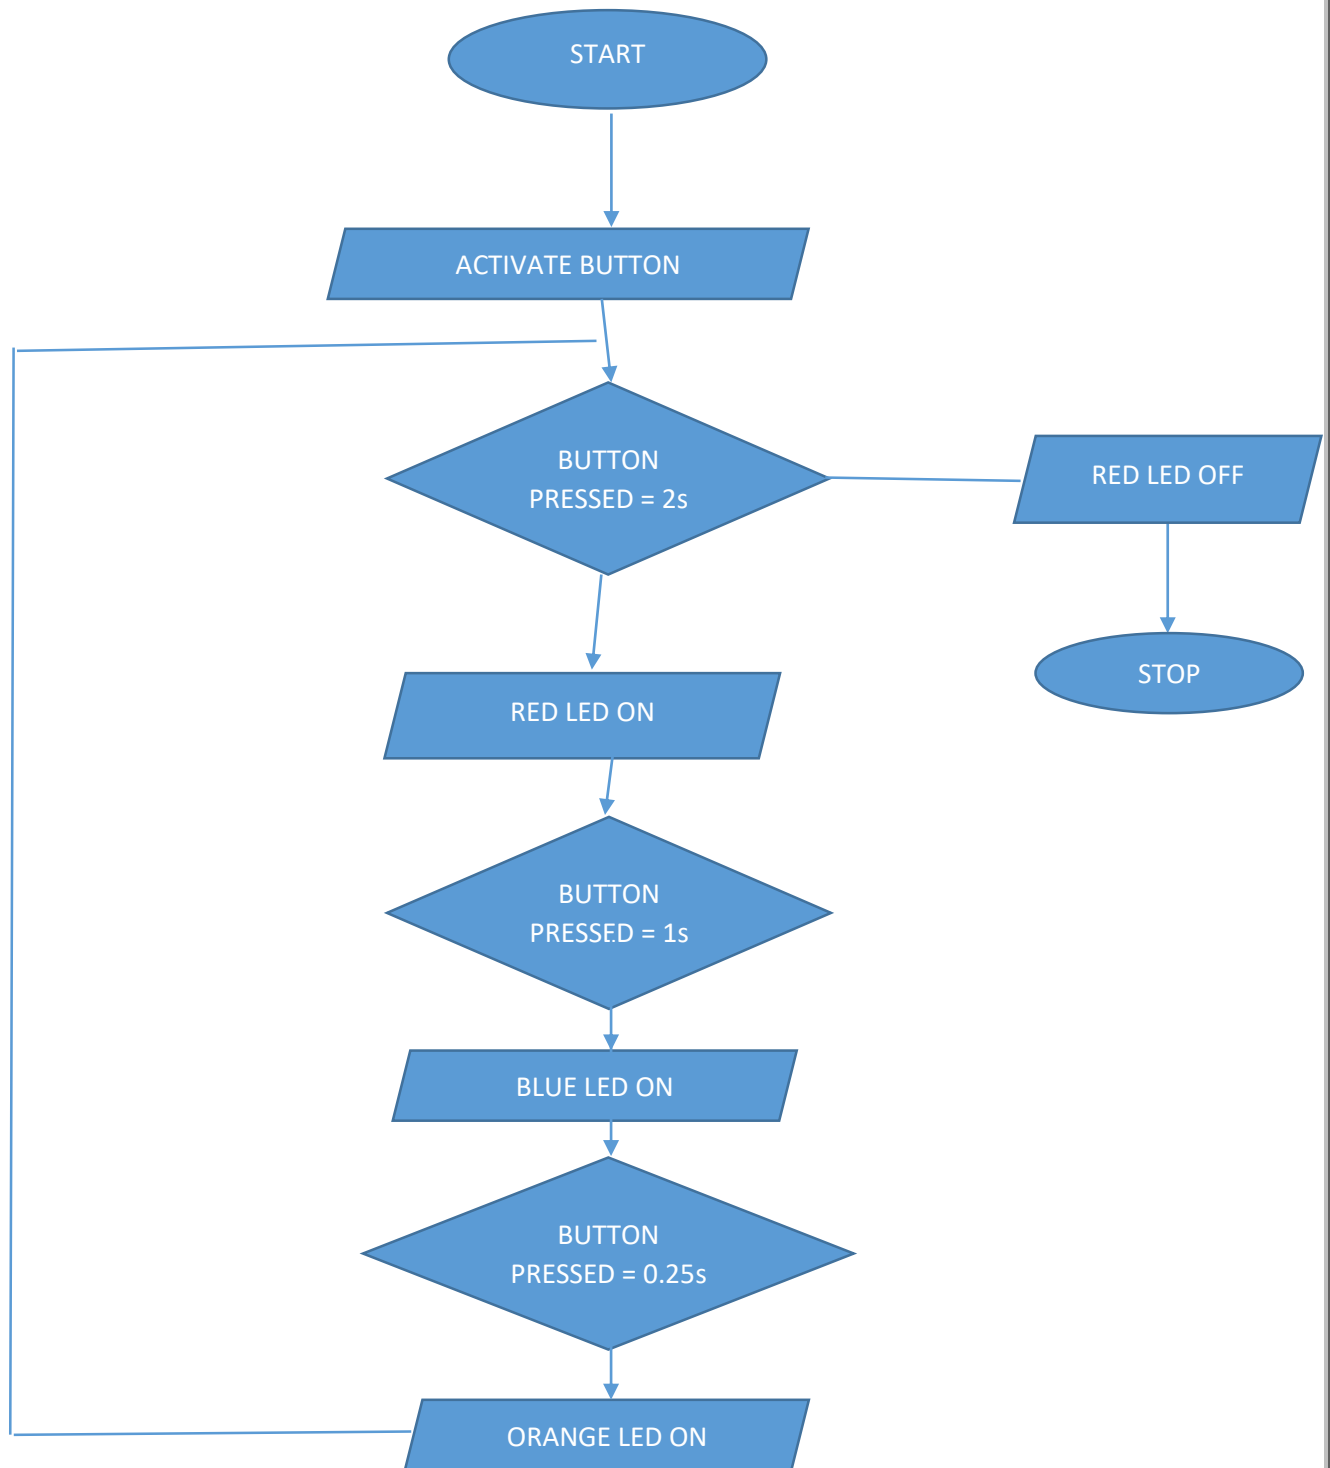 START
ACTIVATE BUTTON
BUTTON
PRESSED = 2s
RED LED OFF
STOP
RED LED ON
BUTTON
PRESSED = 1s
BLUE LED ON
BUTTON
PRESSED = 0.25s
ORANGE LED ON